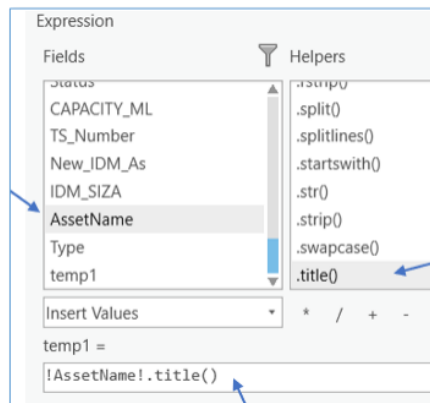 Expression
Fields
Helpers
Status
.rstrip()
CAPACITY_ML
.split()
TS_Number
.splitlines()
New_IDM_As
.startswith()
IDM_SIZA
.str()
AssetName
.strip()
Type
.swapcase()
temp1
.title()
Insert Values
* / + -
temp1 =
!AssetName!.title()